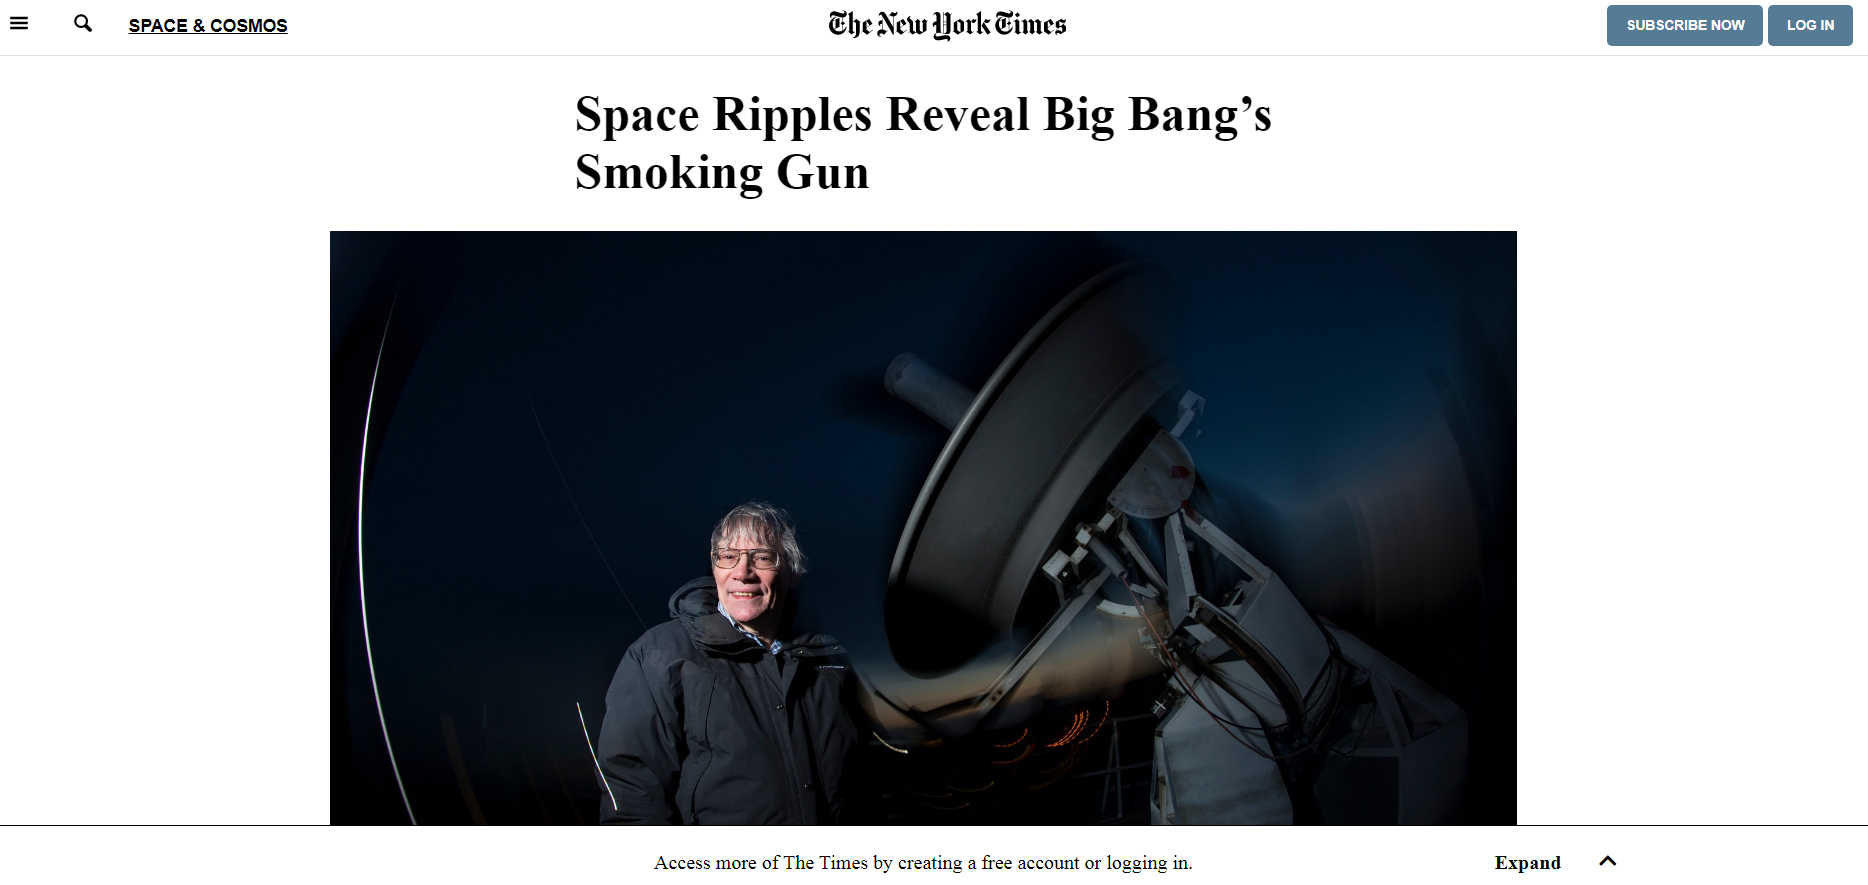 SPACE & COSMOS
The New York Times
SUBSCRIBE NOW
LOG IN
Space Ripples Reveal Big Bang’s
Smoking Gun
Access more of The Times by creating a free account or logging in.
Expand